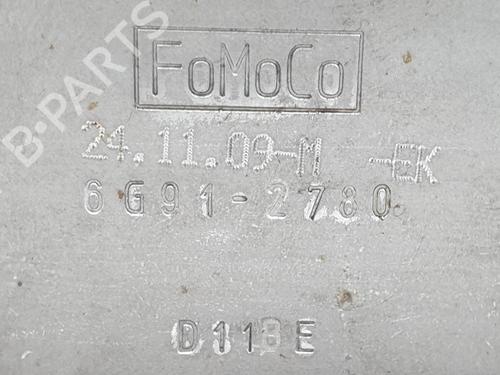 B-PARTS
FoMoCo
24.11.09-M -EK
6G91-2780
D11BE